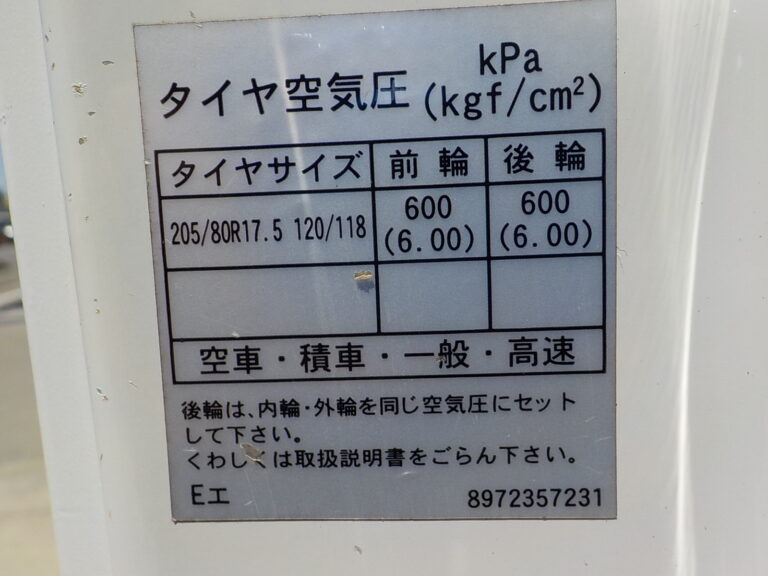 タイヤ空気圧 kPa
(kgf/cm²)
タイヤサイズ 前輪 後輪
205/80R17.5 120/118 600 (6.00) 600 (6.00)
空車・積車・一般・高速
後輪は、内輪・外輪を同じ空気圧にセット
して下さい。
くわしくは取扱説明書をごらん下さい。
Eエ 8972357231